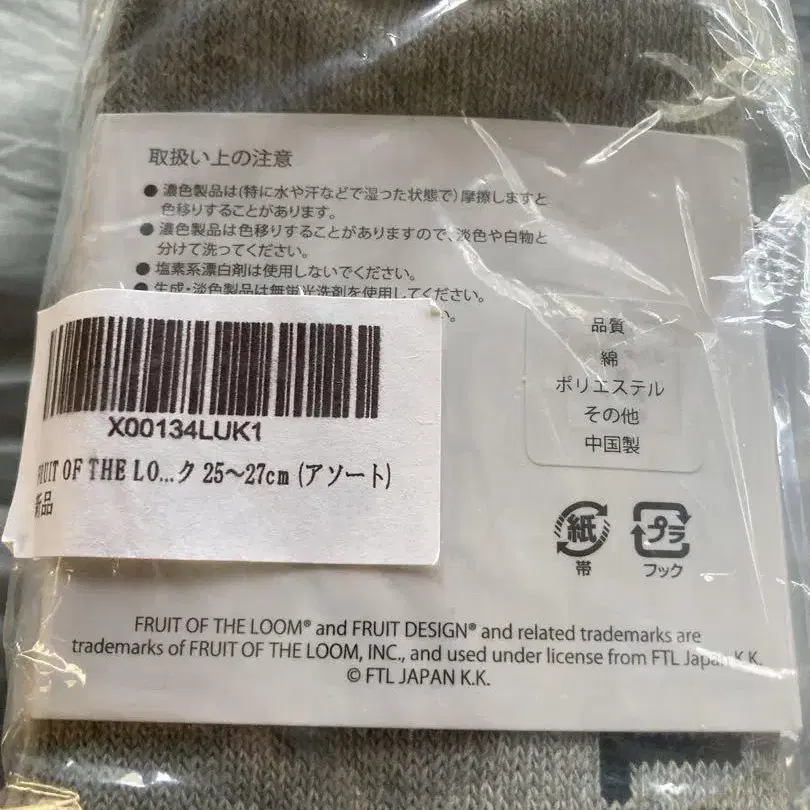 取扱い上の注意
● 濃色製品は(特に水や汗などで湿った状態で)摩擦しますと
色移りすることがあります。
● 濃色製品は色移りすることがありますので、淡色や白物と
分けて洗ってください。
● 塩素系漂白剤は使用しないでください。
● 生成・淡色製品は無蛍光洗剤を使用してください。
い。
X00134LUK1
FRUIT OF THE LO...ク 25～27cm (アソート)
新品
品質
綿
ポリエステル
その他
中国製
紙
帯
プラ
フック
FRUIT OF THE LOOM® and FRUIT DESIGN® and related trademarks are
trademarks of FRUIT OF THE LOOM, INC., and used under license from FTL Japan K.K.
© FTL JAPAN K.K.